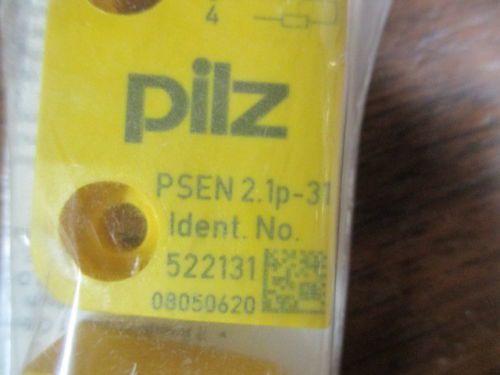 4
pilz
PSEN 2.1p-31
Ident. No.
522131
08050620